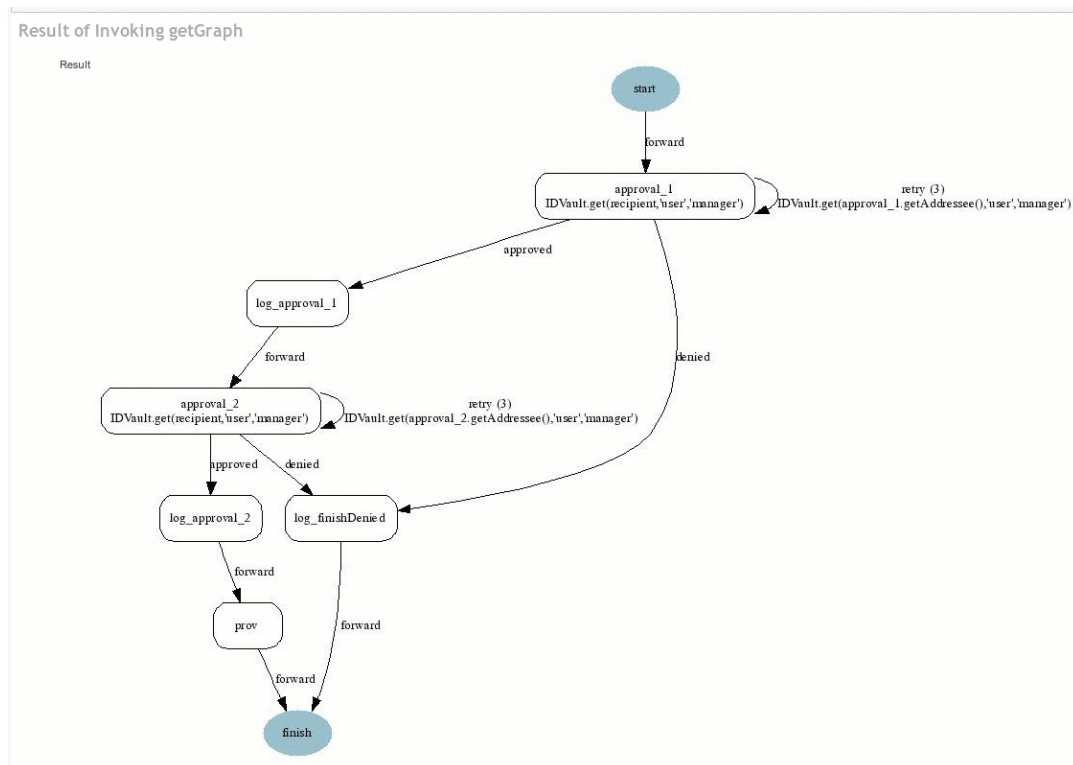 Result of Invoking getGraph
Result
start
forward
approval_1
IDVault.get(recipient,'user','manager')
retry (3)
IDVault.get(approval_1.getAddressee(),'user','manager')
approved
log_approval_1
denied
forward
approval_2
IDVault.get(recipient,'user','manager')
retry (3)
IDVault.get(approval_2.getAddressee(),'user','manager')
approved
denied
log_approval_2
log_finishDenied
forward
prov
forward
forward
finish